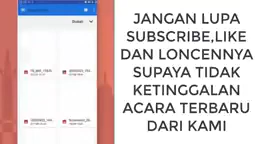 JANGAN LUPA
SUBSCRIBE,LIKE
DAN LONCENNYA
SUPAYA TIDAK
KETINGGALAN
ACARA TERBARU
DARI KAMI